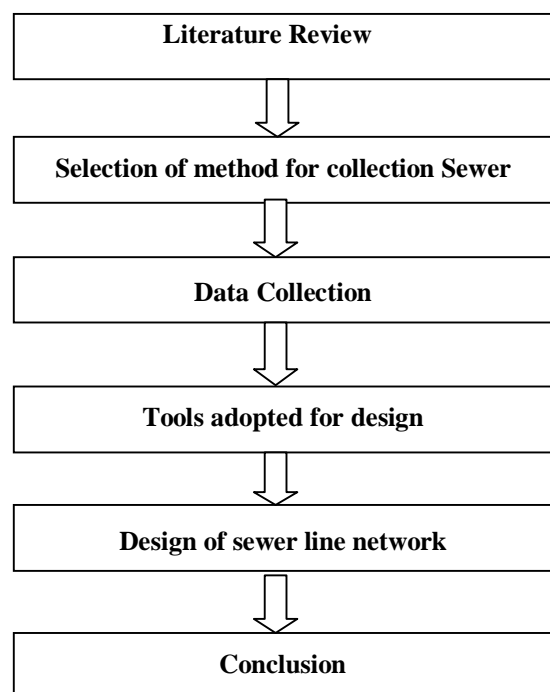 Literature Review
Selection of method for collection Sewer
Data Collection
Tools adopted for design
Design of sewer line network
Conclusion